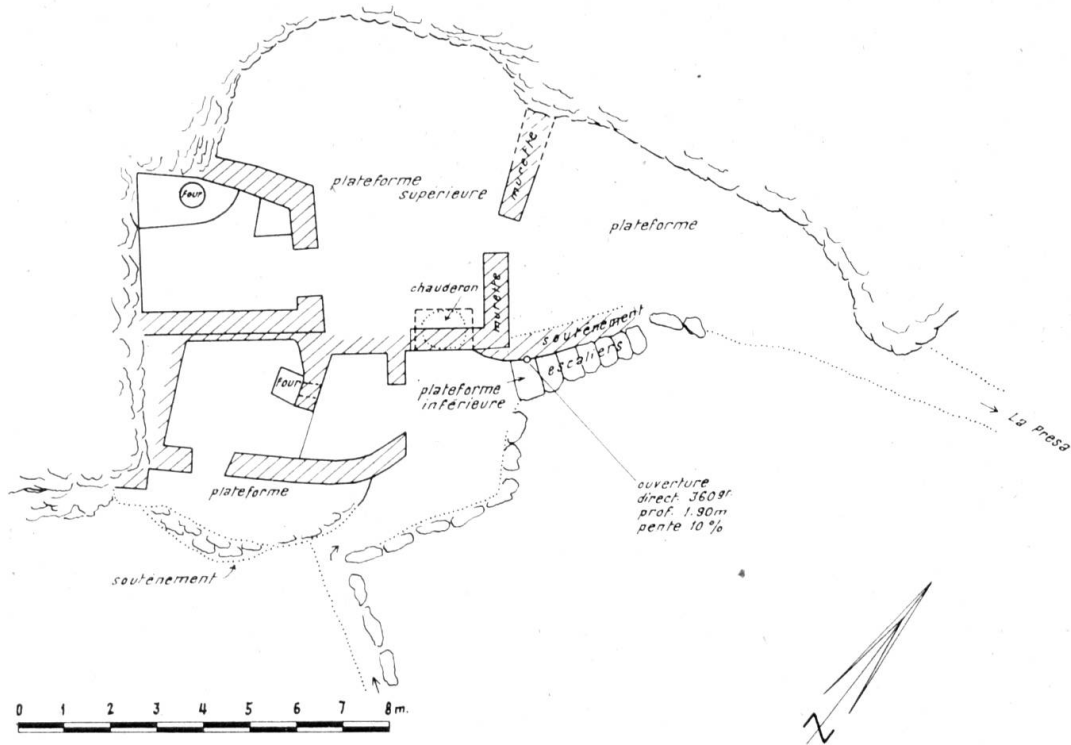 murette
plateforme
supérieure
four
plateforme
chauderon
murette
soutènement
escaliers
four
plateforme
inférieure
La Presa
ouverture
direct. 360gr.
prof. 1.90m
pente 10%
plateforme
soutènement
0 1 2 3 4 5 6 7 8 m.
N